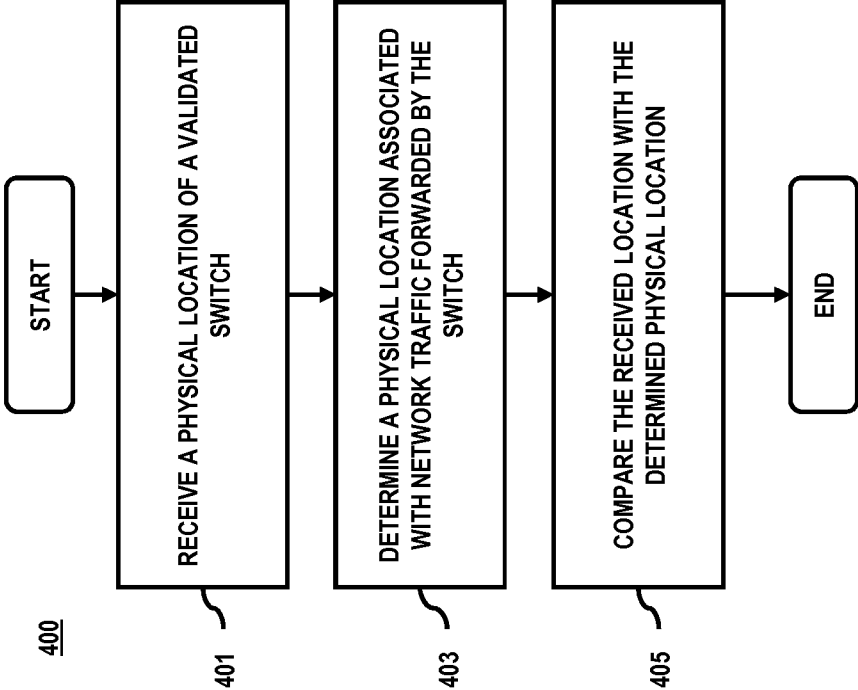 400
START
401
RECEIVE A PHYSICAL LOCATION OF A VALIDATED
SWITCH
403
DETERMINE A PHYSICAL LOCATION ASSOCIATED
WITH NETWORK TRAFFIC FORWARDED BY THE
SWITCH
405
COMPARE THE RECEIVED LOCATION WITH THE
DETERMINED PHYSICAL LOCATION
END